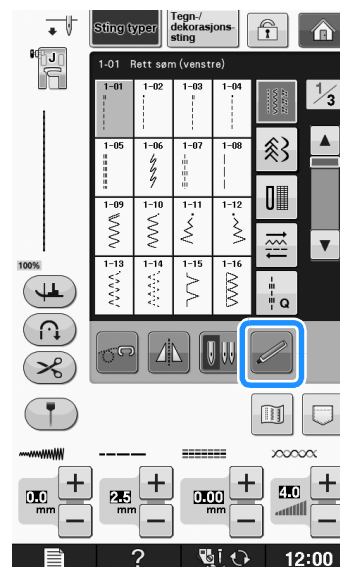 Sting typer
Tegn-/
dekorasjons-
sting
J
1-01 Rett søm (venstre)
1-01 1-02 1-03 1-04
1/3
1-05 1-06 1-07 1-08
1-09 1-10 1-11 1-12
1-13 1-14 1-15 1-16
100%
Q
0.0 mm + −
2.5 mm + −
0.00 mm + −
4.0 + −
? 12:00